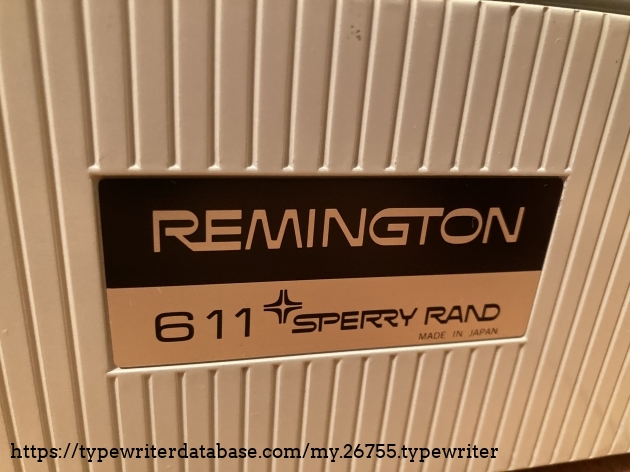 REMINGTON
611 SPERRY RAND
MADE IN JAPAN
https://typewriterdatabase.com/my.26755.typewriter